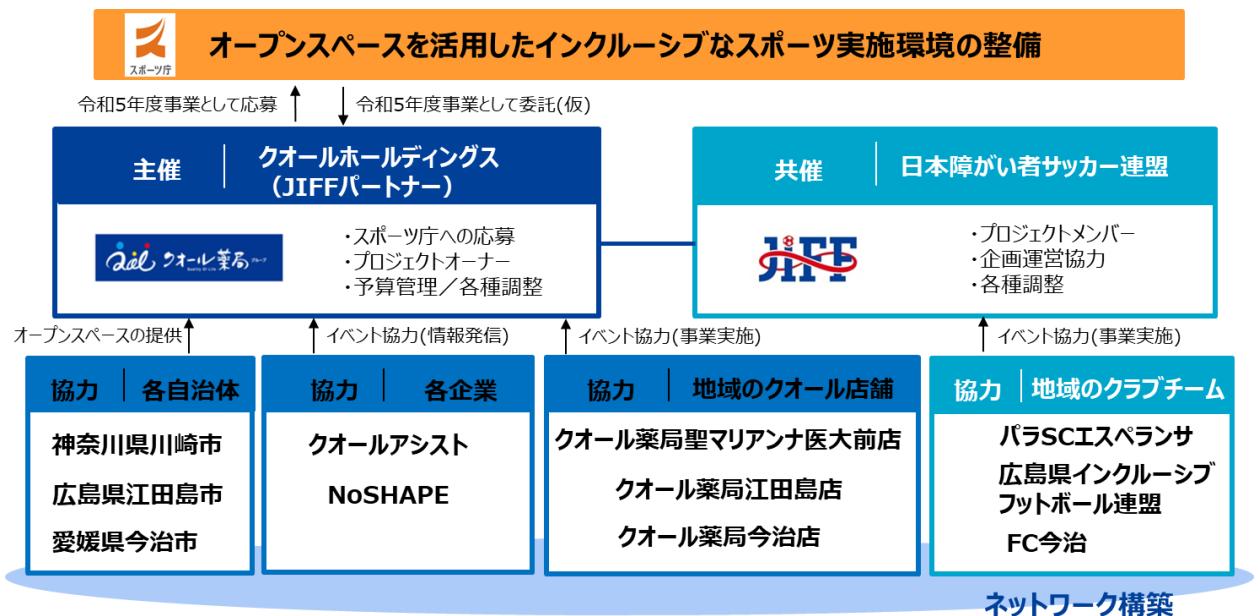 オープンスペースを活用したインクルーシブなスポーツ実施環境の整備
スポーツ庁
令和5年度事業として応募
令和5年度事業として委託(仮)
主催
クオールホールディングス
(JIFFパートナー)
クオール薬局
・スポーツ庁への応募
・プロジェクトオーナー
・予算管理/各種調整
共催
日本障がい者サッカー連盟
JIFF
・プロジェクトメンバー
・企画運営協力
・各種調整
オープンスペースの提供
イベント協力(情報発信)
イベント協力(事業実施)
イベント協力(事業実施)
協力
各自治体
神奈川県川崎市
広島県江田島市
愛媛県今治市
協力
各企業
クオールアシスト
NoSHAPE
協力
地域のクオール店舗
クオール薬局聖マリアンナ医大前店
クオール薬局江田島店
クオール薬局今治店
協力
地域のクラブチーム
パラSCエスペランサ
広島県インクルーシブ
フットボール連盟
FC今治
ネットワーク構築